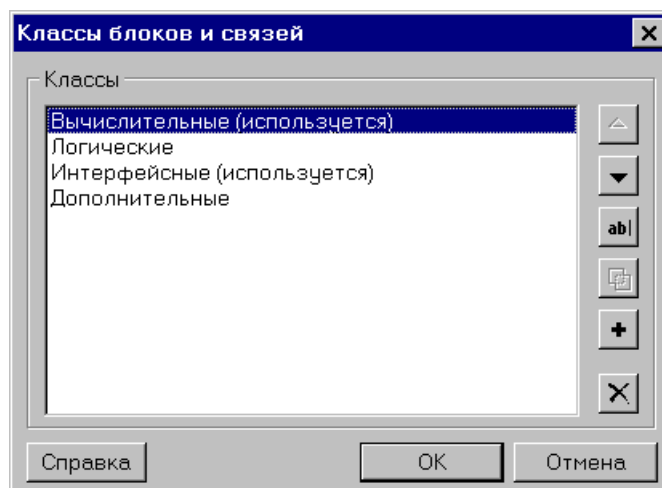 Классы блоков и связей
Классы
Вычислительные (используется)
Логические
Интерфейсные (используется)
Дополнительные
ab|
Справка
OK
Отмена